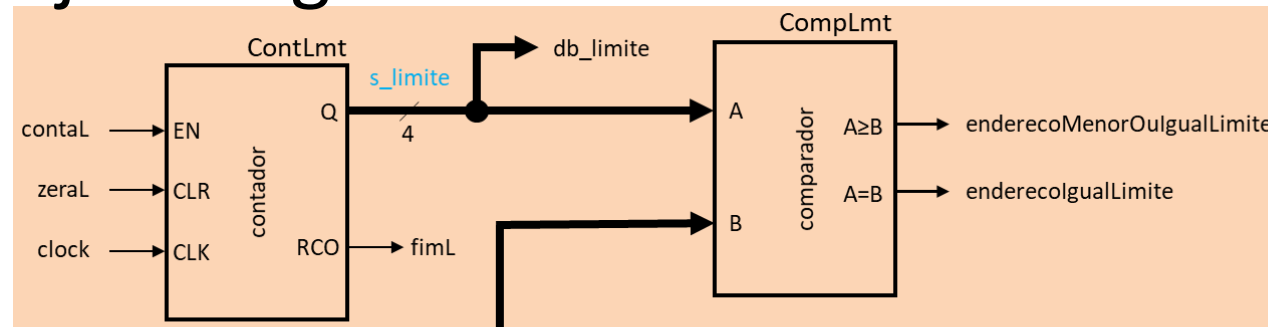 ContLmt
contaL
zeraL
clock
EN
CLR
CLK
contador
Q
RCO
fimL
s_limite
4
db_limite
CompLmt
A
B
comparador
A≥B
A=B
enderecoMenorOuIgualLimite
enderecoIgualLimite